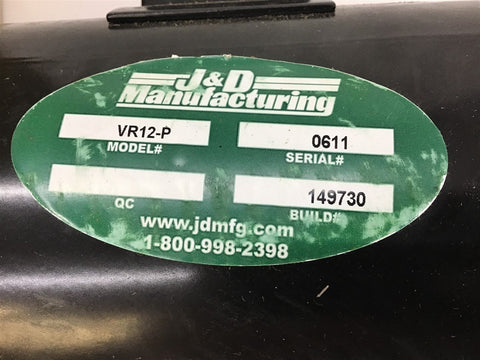 J&D
Manufacturing
VR12-P 0611
MODEL# SERIAL#
149730
QC BUILD#
www.jdmfg.com
1-800-998-2398